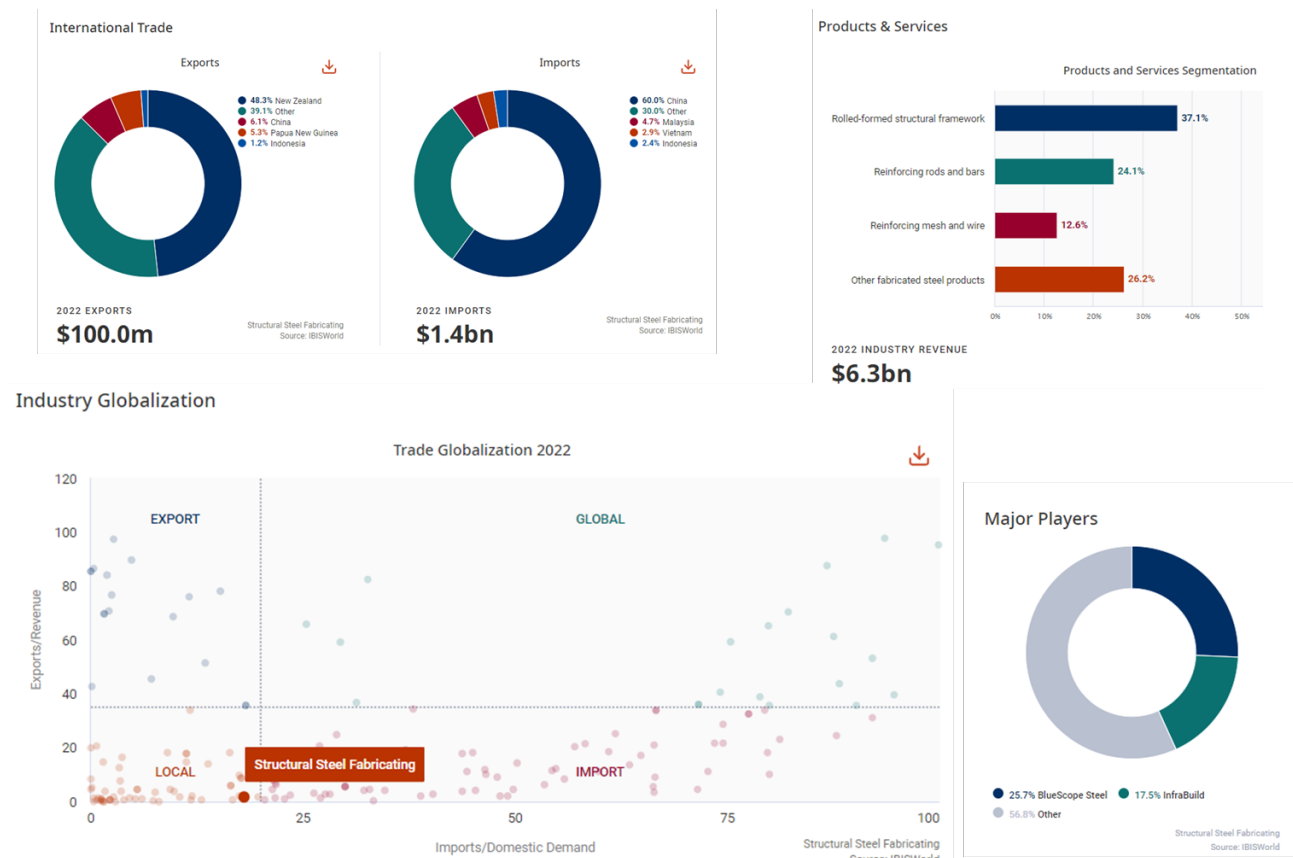 International Trade
Exports
48.3% New Zealand
39.1% Other
6.1% China
5.3% Papua New Guinea
1.2% Indonesia
2022 EXPORTS
$100.0m
Structural Steel Fabricating
Source: IBISWorld
Imports
60.0% China
30.0% Other
4.7% Malaysia
2.9% Vietnam
2.4% Indonesia
2022 IMPORTS
$1.4bn
Structural Steel Fabricating
Source: IBISWorld
Products & Services
Products and Services Segmentation
Rolled-formed structural framework
37.1%
Reinforcing rods and bars
24.1%
Reinforcing mesh and wire
12.6%
Other fabricated steel products
26.2%
0% 10% 20% 30% 40% 50%
2022 INDUSTRY REVENUE
$6.3bn
Industry Globalization
Trade Globalization 2022
Exports/Revenue
120
100
80
60
40
20
0
EXPORT
GLOBAL
LOCAL
Structural Steel Fabricating
IMPORT
0 25 50 75 100
Imports/Domestic Demand
Structural Steel Fabricating
Source: IBISWorld
Major Players
25.7% BlueScope Steel
17.5% InfraBuild
56.8% Other
Structural Steel Fabricating
Source: IBISWorld